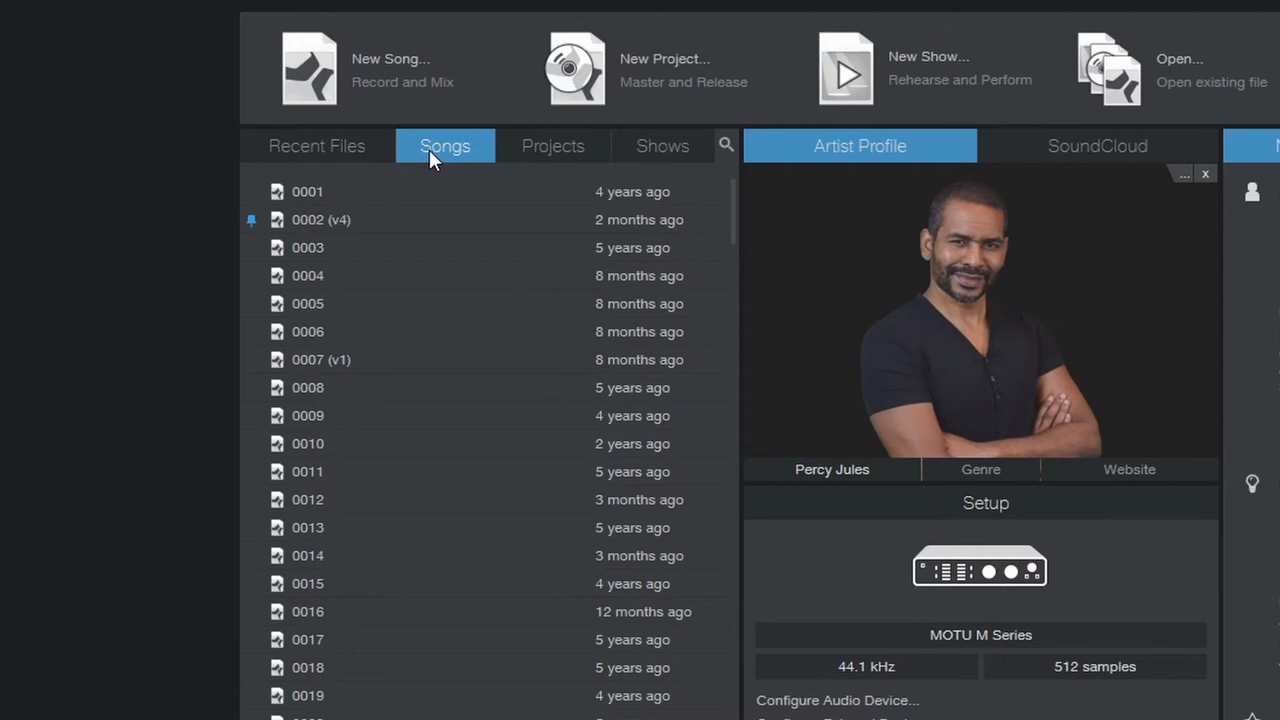 New Song...
Record and Mix
New Project...
Master and Release
New Show...
Rehearse and Perform
Open...
Open existing file
Recent Files
Songs
Projects
Shows
Artist Profile
SoundCloud
0001 4 years ago
0002 (v4) 2 months ago
0003 5 years ago
0004 8 months ago
0005 8 months ago
0006 8 months ago
0007 (v1) 8 months ago
0008 5 years ago
0009 4 years ago
0010 2 years ago
0011 5 years ago
0012 3 months ago
0013 5 years ago
0014 3 months ago
0015 4 years ago
0016 12 months ago
0017 5 years ago
0018 5 years ago
0019 4 years ago
... x
Percy Jules
Genre
Website
Setup
MOTU M Series
44.1 kHz
512 samples
Configure Audio Device...